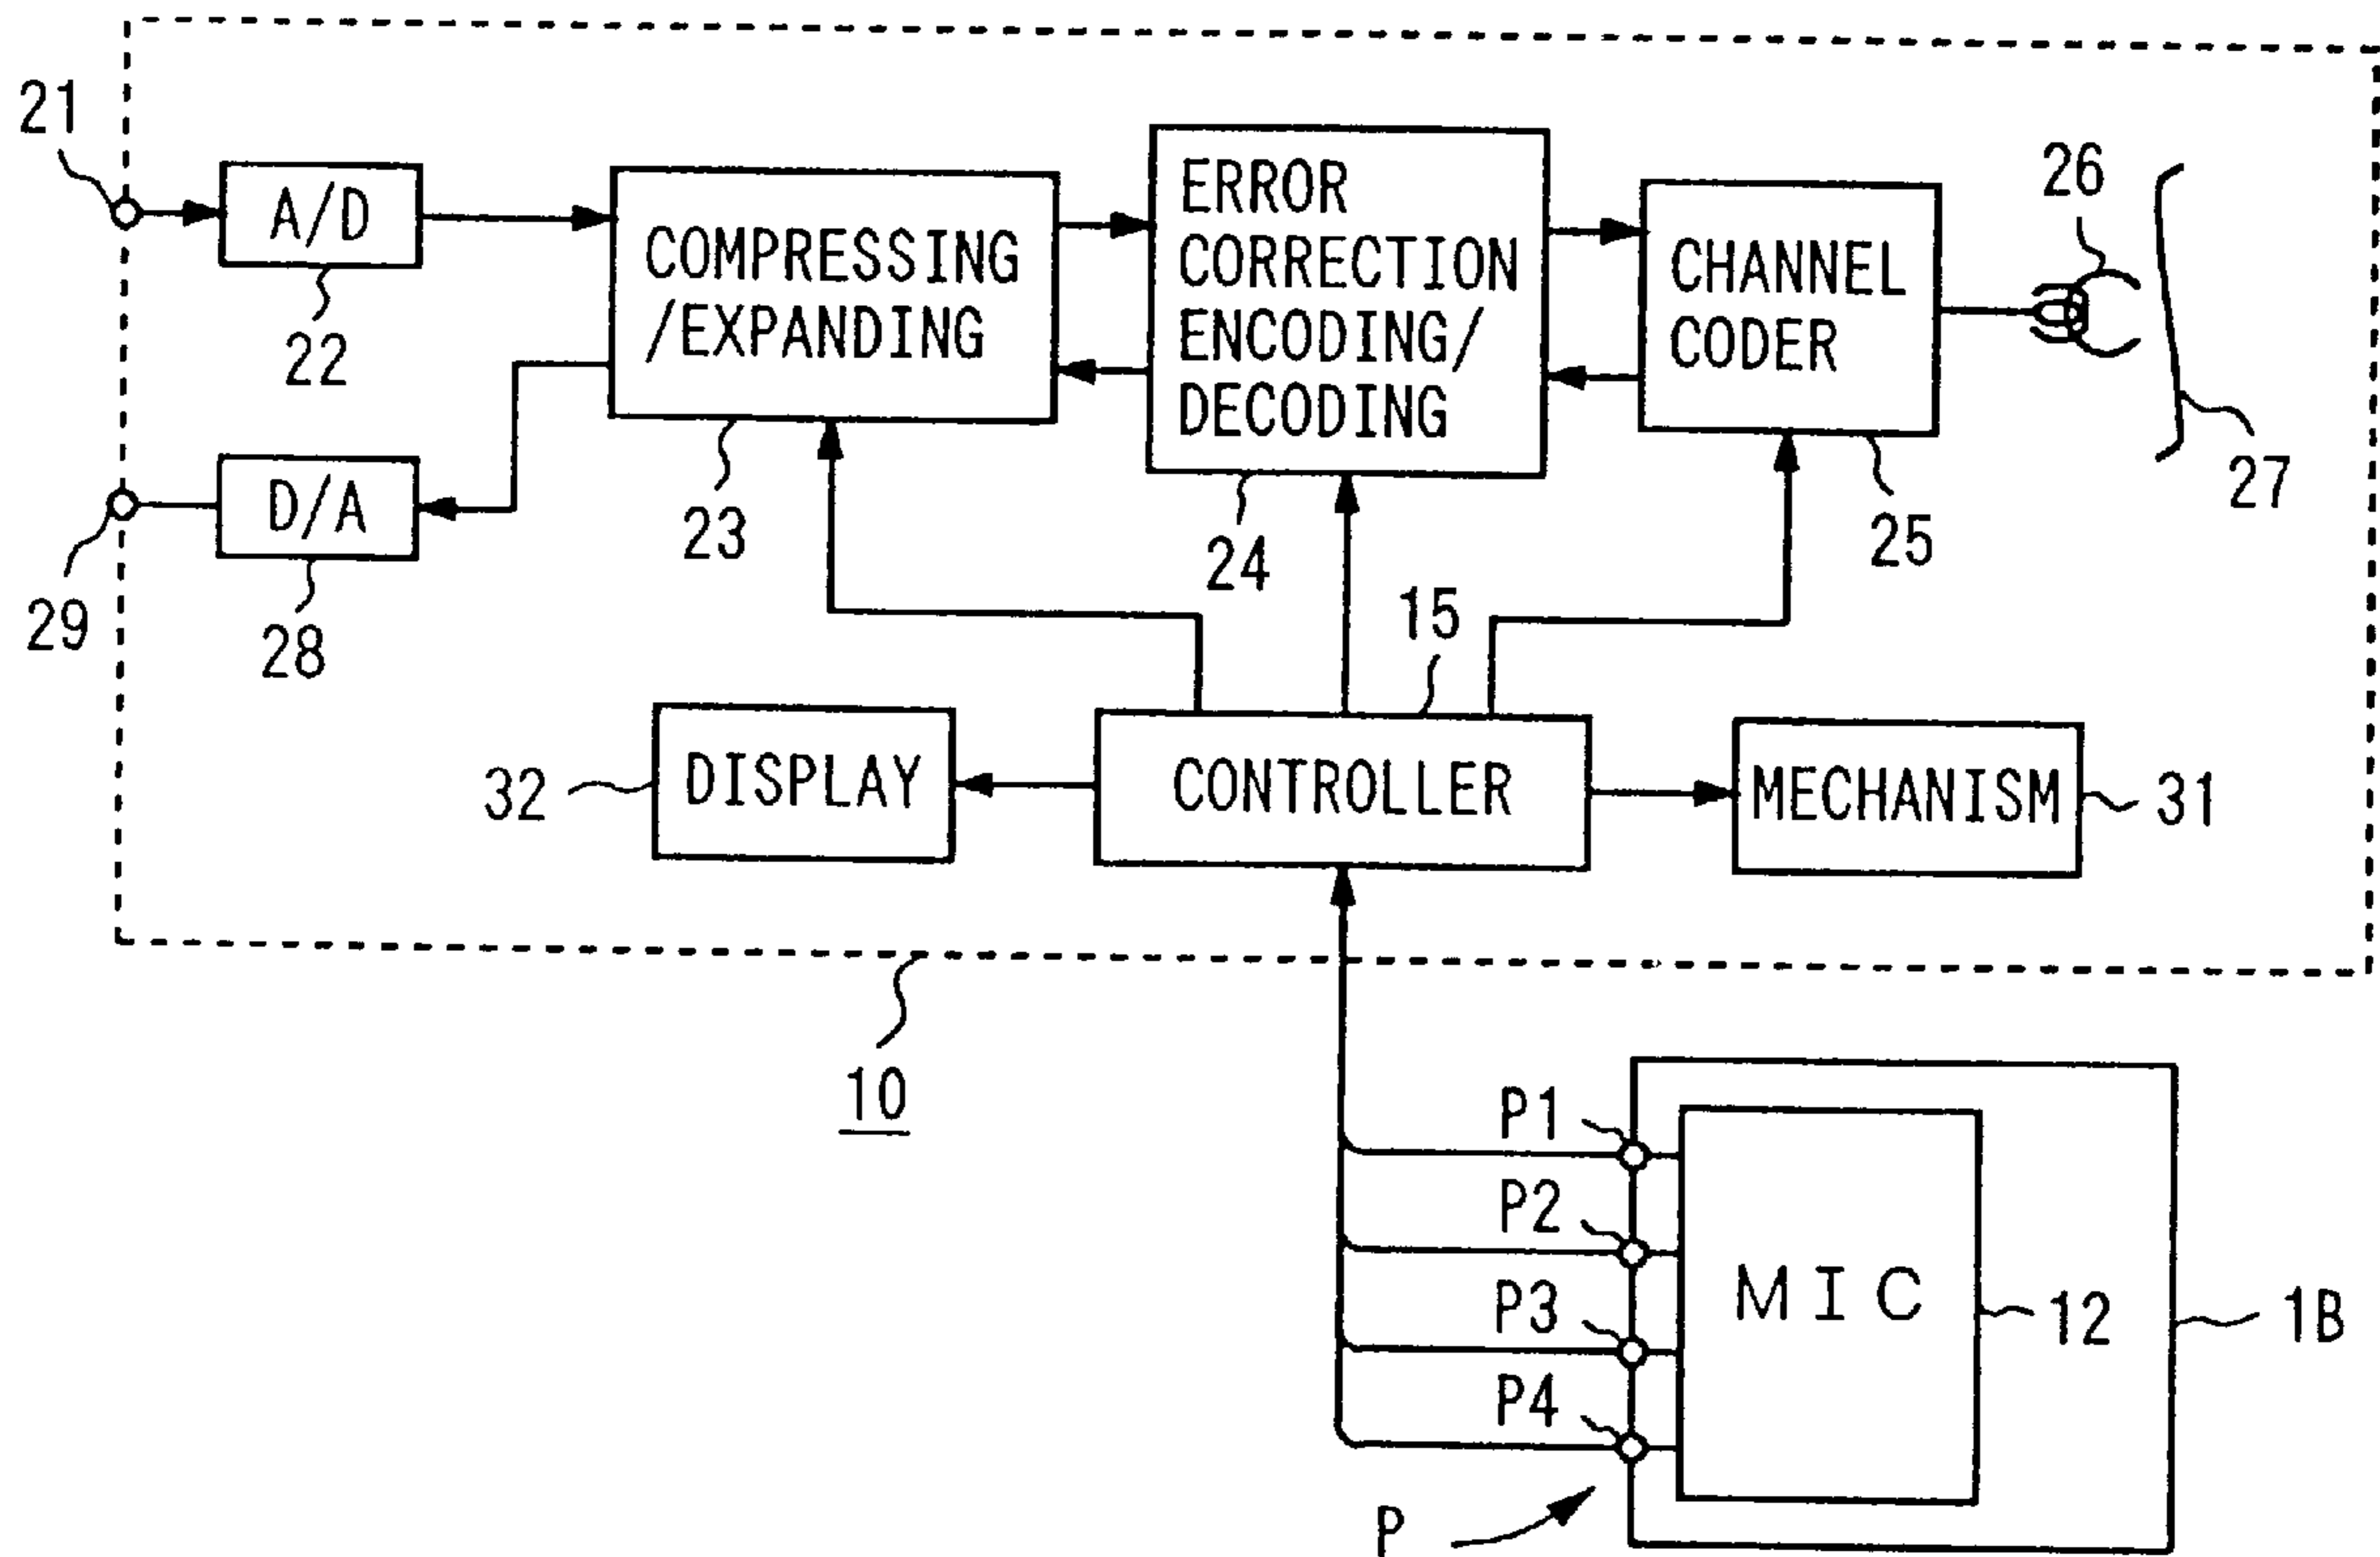 21
A/D
22
COMPRESSING
/EXPANDING
23
ERROR
CORRECTION
ENCODING/
DECODING
24
CHANNEL
CODER
25
26
27
D/A
28
29
15
32
DISPLAY
CONTROLLER
MECHANISM
31
10
P1
P2
P3
P4
MIC
12
1B
P